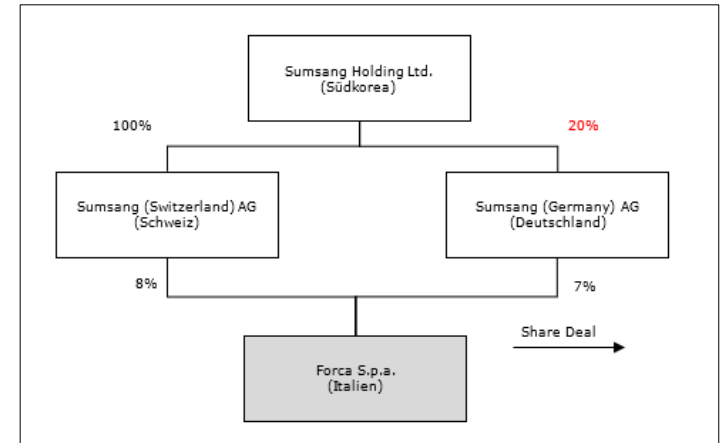 Sumsang Holding Ltd.
(Südkorea)
100%
20%
Sumsang (Switzerland) AG
(Schweiz)
Sumsang (Germany) AG
(Deutschland)
8%
7%
Share Deal
Forca S.p.a.
(Italien)